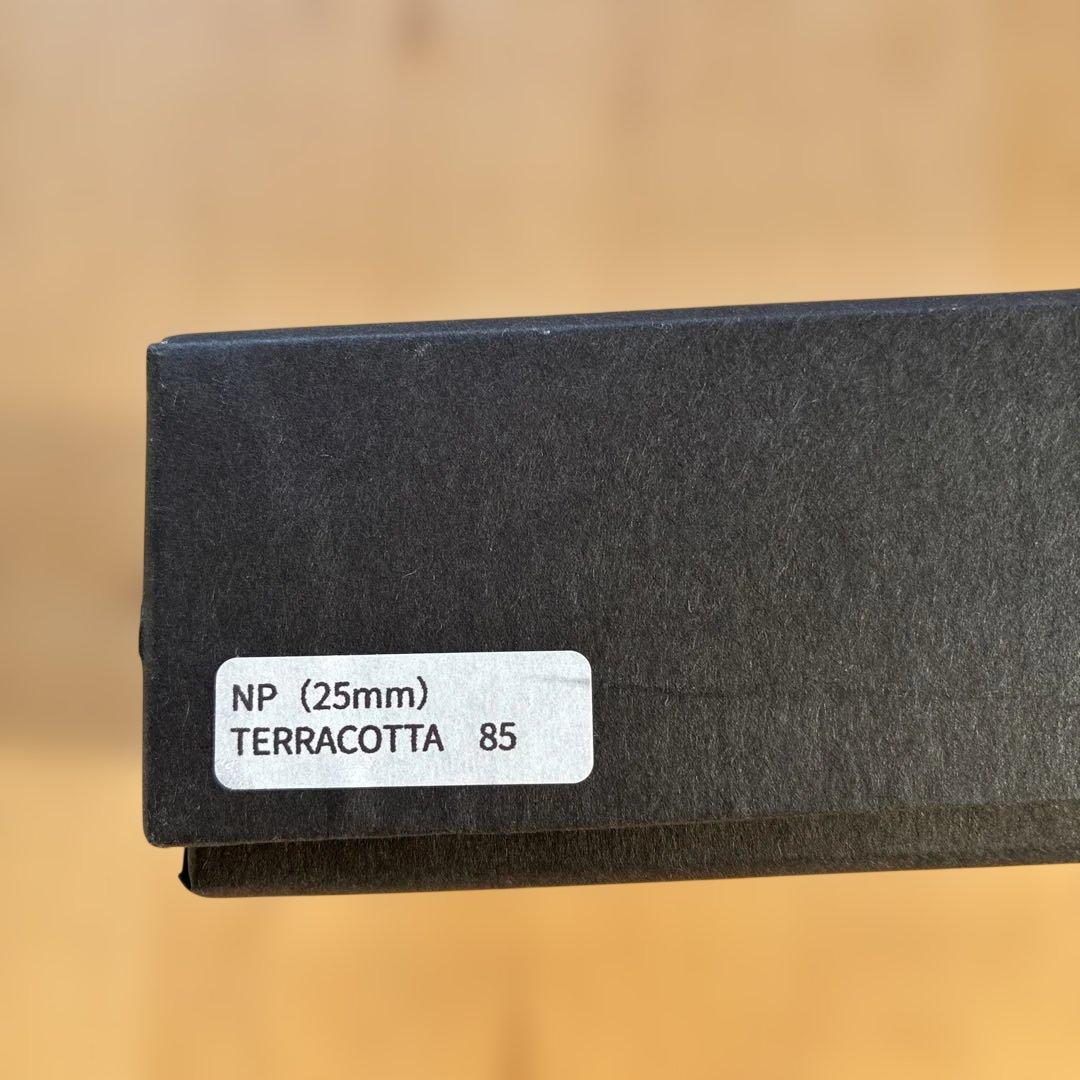 NP（25mm）
TERRACOTTA　85